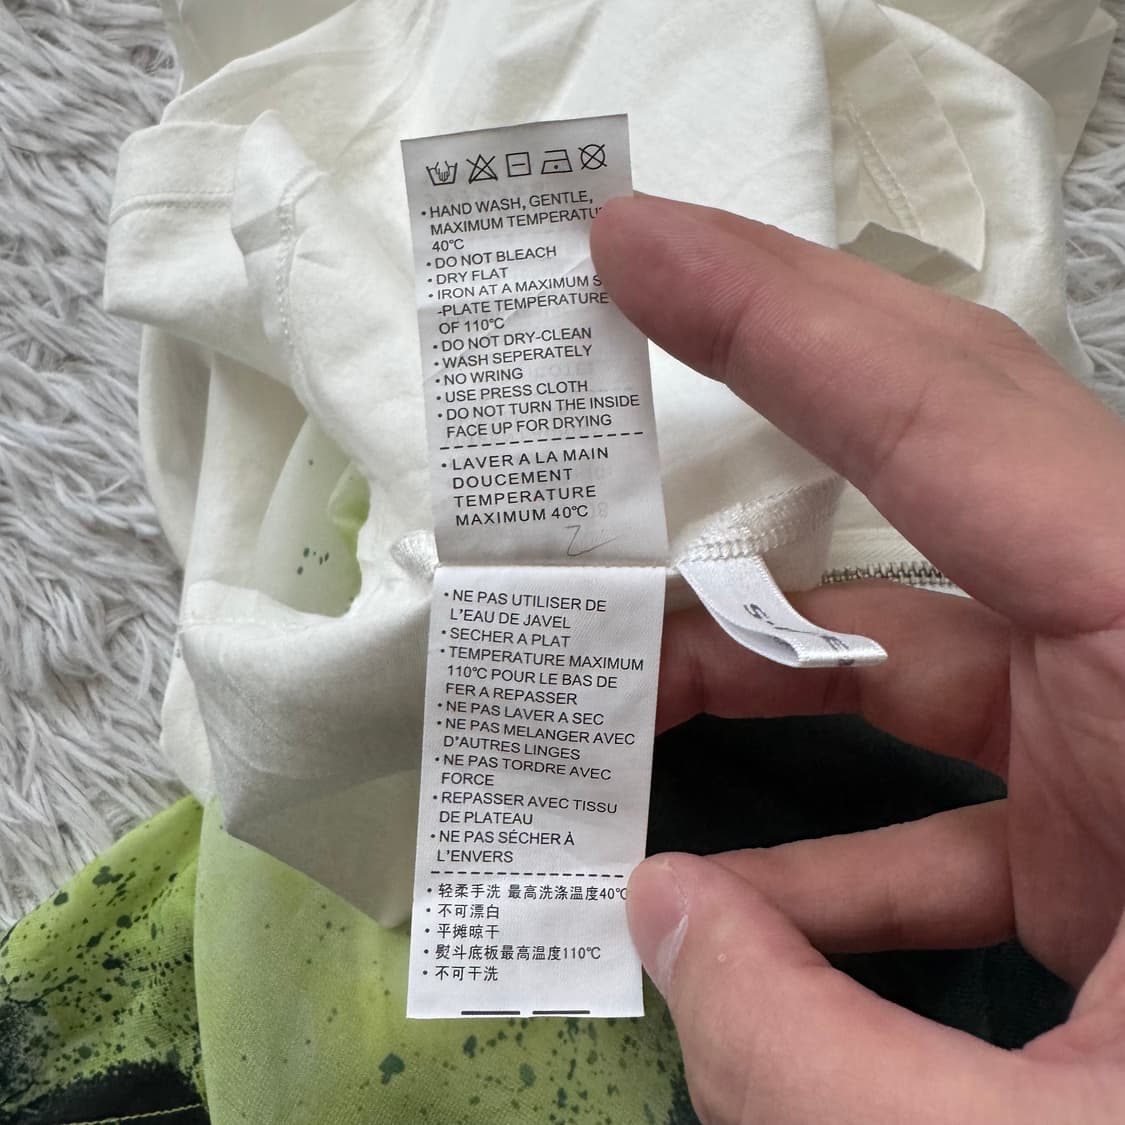 • HAND WASH, GENTLE,
MAXIMUM TEMPERATU
40℃
• DO NOT BLEACH
• DRY FLAT
• IRON AT A MAXIMUM S
-PLATE TEMPERATURE
OF 110℃
• DO NOT DRY-CLEAN
• WASH SEPERATELY
• NO WRING
• USE PRESS CLOTH
• DO NOT TURN THE INSIDE
FACE UP FOR DRYING
• LAVER A LA MAIN
DOUCEMENT
TEMPERATURE
MAXIMUM 40℃
• NE PAS UTILISER DE
L'EAU DE JAVEL
• SECHER A PLAT
• TEMPERATURE MAXIMUM
110℃ POUR LE BAS DE
FER A REPASSER
• NE PAS LAVER A SEC
• NE PAS MELANGER AVEC
D'AUTRES LINGES
• NE PAS TORDRE AVEC
FORCE
• REPASSER AVEC TISSU
DE PLATEAU
• NE PAS SÉCHER À
L'ENVERS
• 轻柔手洗 最高洗涤温度40℃
• 不可漂白
• 平摊晾干
• 熨斗底板最高温度110℃
• 不可干洗